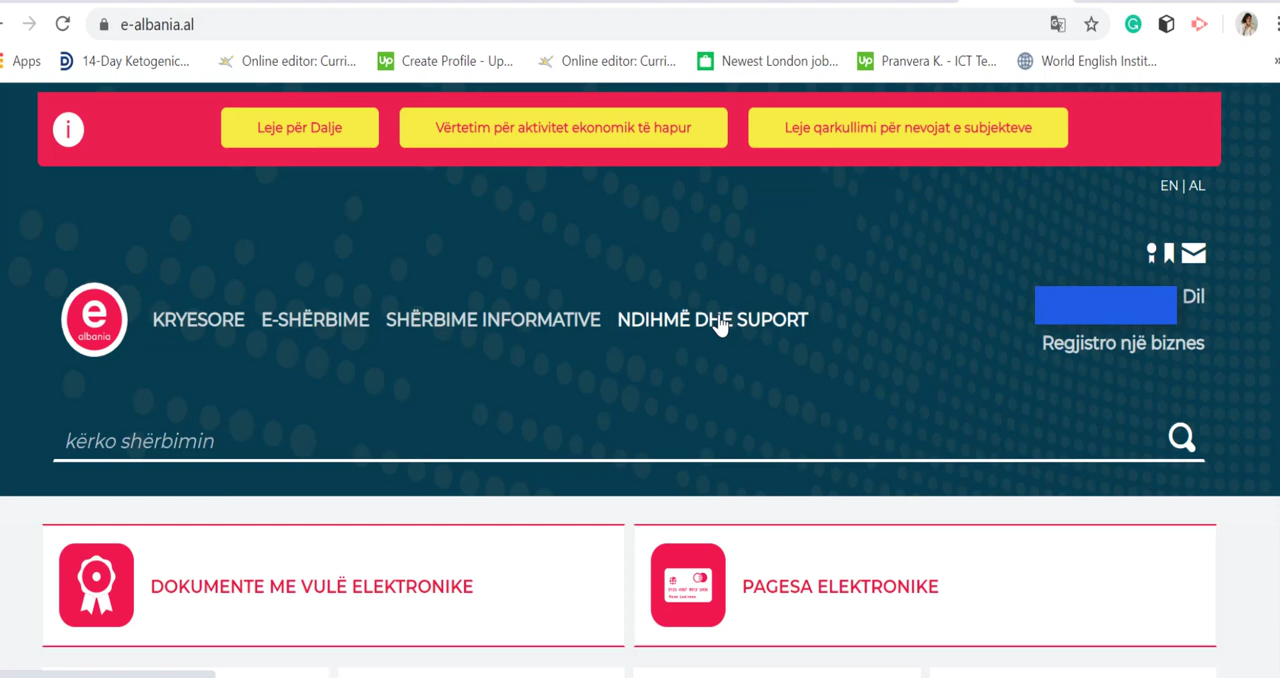 e-albania.al
Apps 14-Day Ketogenic... Online editor: Curri... Create Profile - Up... Online editor: Curri... Newest London job... Pranvera K. - ICT Te... World English Instit... »
Leje për Dalje Vërtetim për aktivitet ekonomik të hapur Leje qarkullimi për nevojat e subjekteve
EN | AL
Dil
e albania KRYESORE E-SHËRBIME SHËRBIME INFORMATIVE NDIHMË DHE SUPORT
Regjistro një biznes
kërko shërbimin
DOKUMENTE ME VULË ELEKTRONIKE PAGESA ELEKTRONIKE